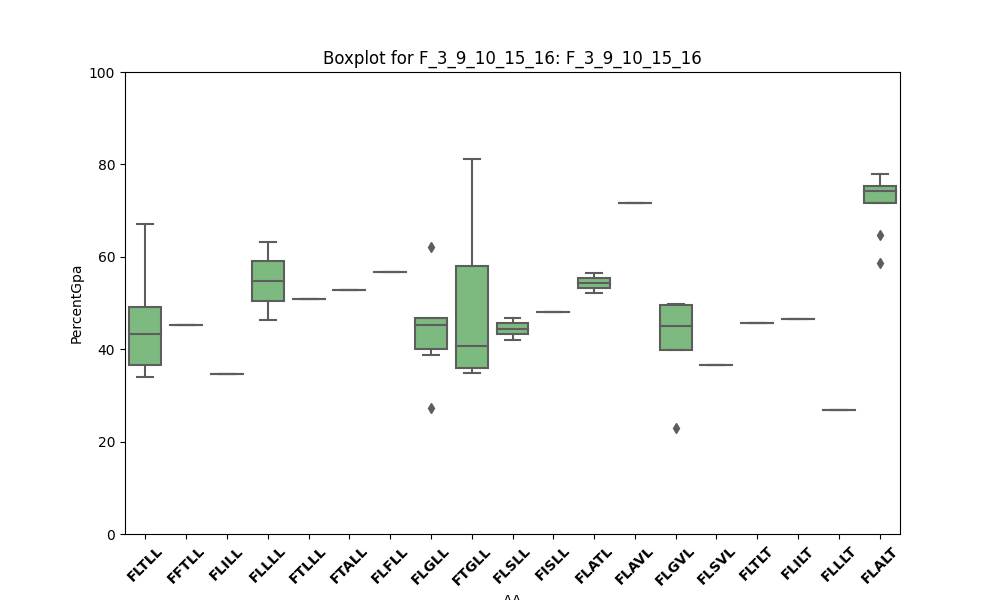 Boxplot for F_3_9_10_15_16: F_3_9_10_15_16
PercentGpa
100
80
60
40
20
0
FLTLL
FFTLL
FLILL
FLLLL
FTLLL
FTALL
FLFLL
FLGLL
FTGLL
FLSLL
FISLL
FLATL
FLAVL
FLGVL
FLSVL
FLTLT
FLILT
FLLLT
FLALT
AA